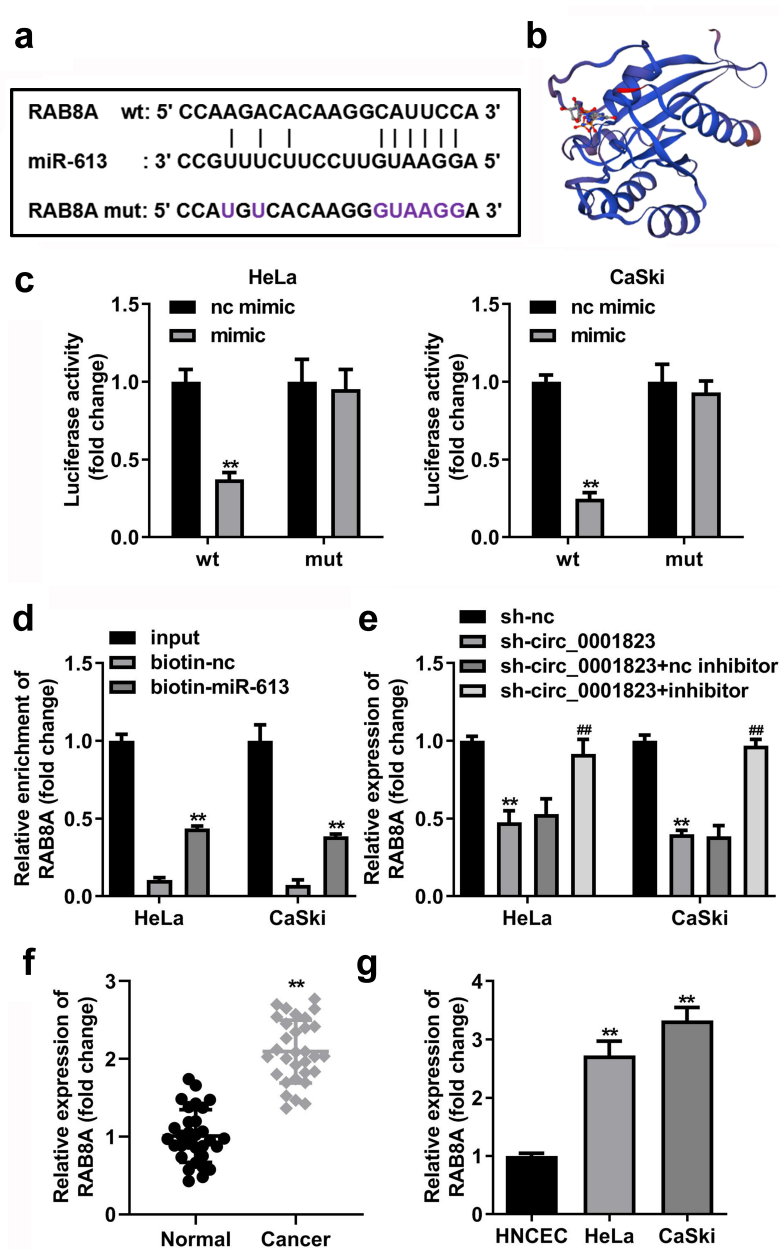 a
b
RAB8A wt: 5' CCAAGACACAAGGCAUUCCA 3'
miR-613 : 3' CCGUUUCUUCCUUGUAAGGA 5'
RAB8A mut: 5' CCAUGUCACAAGGGUAAGGA 3'
c
HeLa
CaSki
nc mimic
mimic
nc mimic
mimic
Luciferase activity
(fold change)
1.5
1.0
0.5
0.0
**
wt mut
Luciferase activity
(fold change)
1.5
1.0
0.5
0.0
**
wt mut
d
input
biotin-nc
biotin-miR-613
Relative enrichment of
RAB8A (fold change)
1.5
1.0
0.5
0.0
** **
HeLa CaSki
e
sh-nc
sh-circ_0001823
sh-circ_0001823+nc inhibitor
sh-circ_0001823+inhibitor
Relative expression of
RAB8A (fold change)
1.5
1.0
0.5
0.0
** ## ** ##
HeLa CaSki
f
Relative expression of
RAB8A (fold change)
3
2
1
0
**
Normal Cancer
g
Relative expression of
RAB8A (fold change)
4
3
2
1
0
** **
HNCEC HeLa CaSki